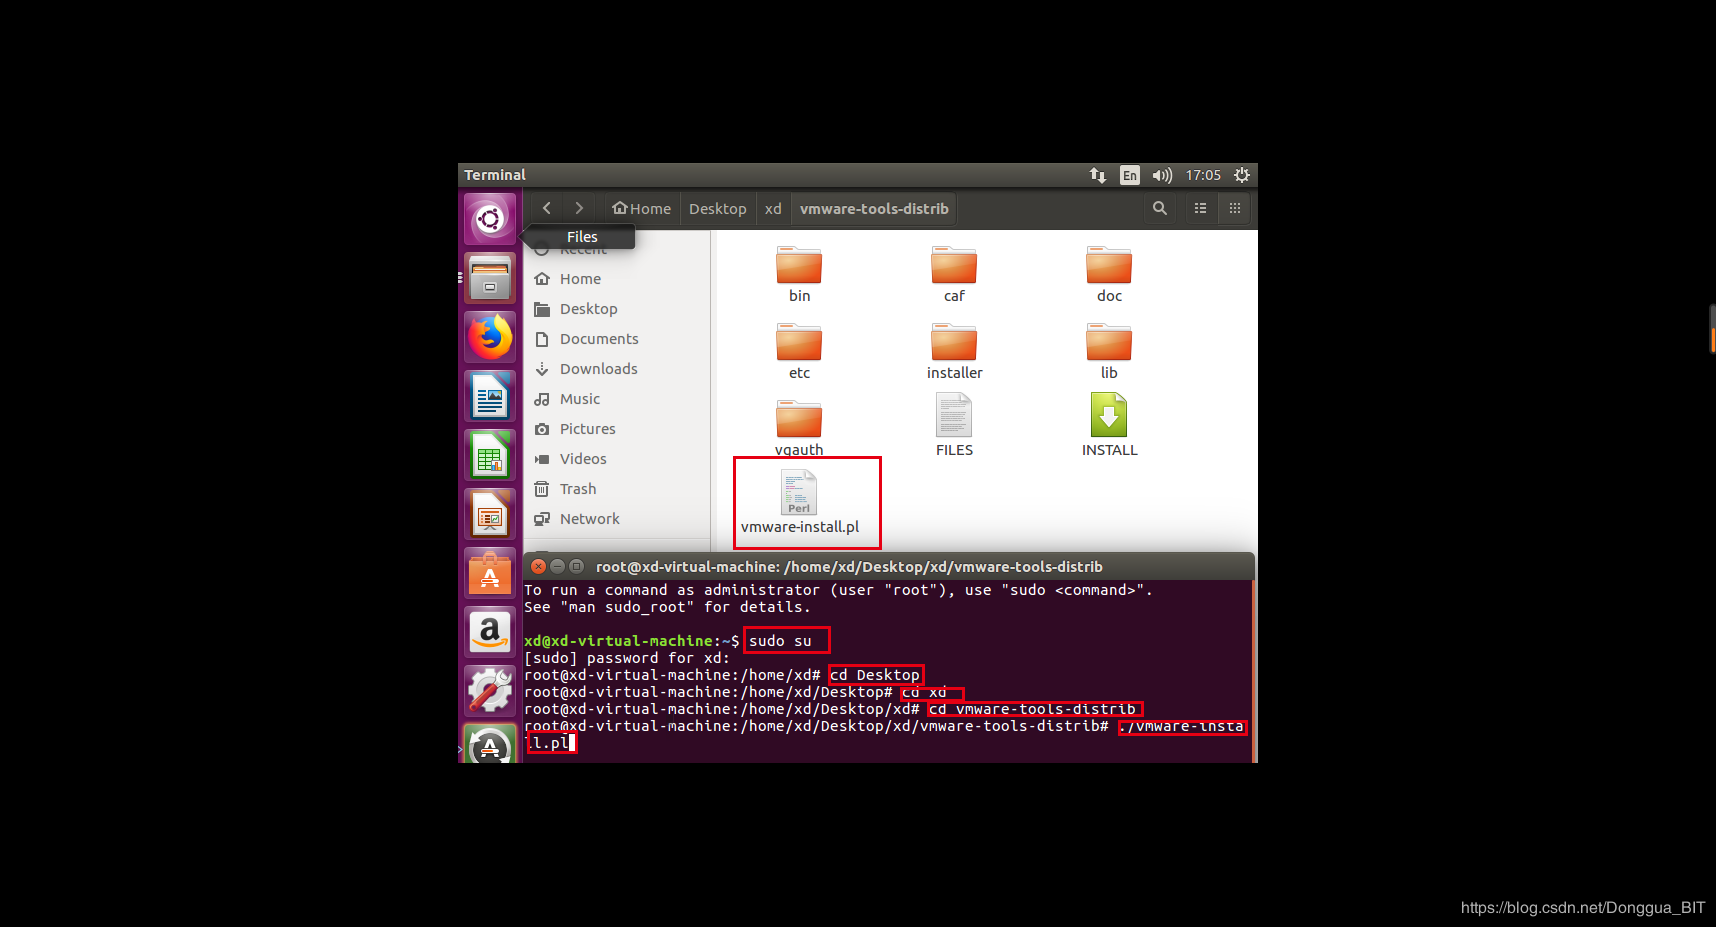 Terminal
En
17:05
Home
Desktop
xd
vmware-tools-distrib
Files
Recent
Home
Desktop
Documents
Downloads
Music
Pictures
Videos
Trash
Network
bin
caf
doc
etc
installer
lib
vgauth
FILES
INSTALL
Perl
vmware-install.pl
root@xd-virtual-machine: /home/xd/Desktop/xd/vmware-tools-distrib
To run a command as administrator (user "root"), use "sudo <command>".
See "man sudo_root" for details.
xd@xd-virtual-machine:~$ sudo su
[sudo] password for xd:
root@xd-virtual-machine:/home/xd# cd Desktop
root@xd-virtual-machine:/home/xd/Desktop# cd xd
root@xd-virtual-machine:/home/xd/Desktop/xd# cd vmware-tools-distrib
root@xd-virtual-machine:/home/xd/Desktop/xd/vmware-tools-distrib# ./vmware-insta
ll.pl
https://blog.csdn.net/Donggua_BIT